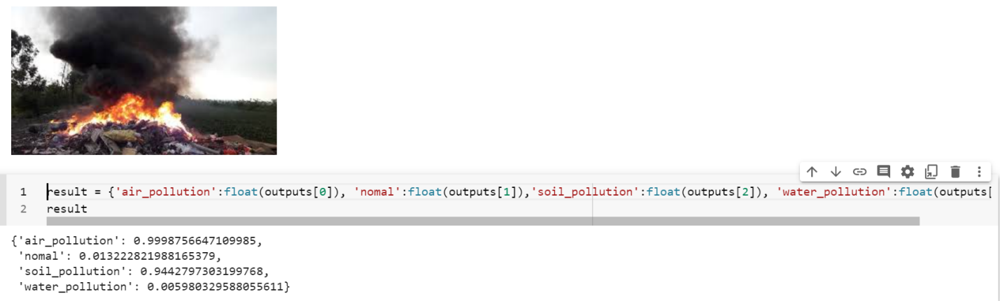 1 result = {'air_pollution':float(outputs[0]), 'nomal':float(outputs[1]),'soil_pollution':float(outputs[2]), 'water_pollution':float(outputs[
2 result
{'air_pollution': 0.9998756647109985,
'nomal': 0.013222821988165379,
'soil_pollution': 0.9442797303199768,
'water_pollution': 0.005980329588055611}